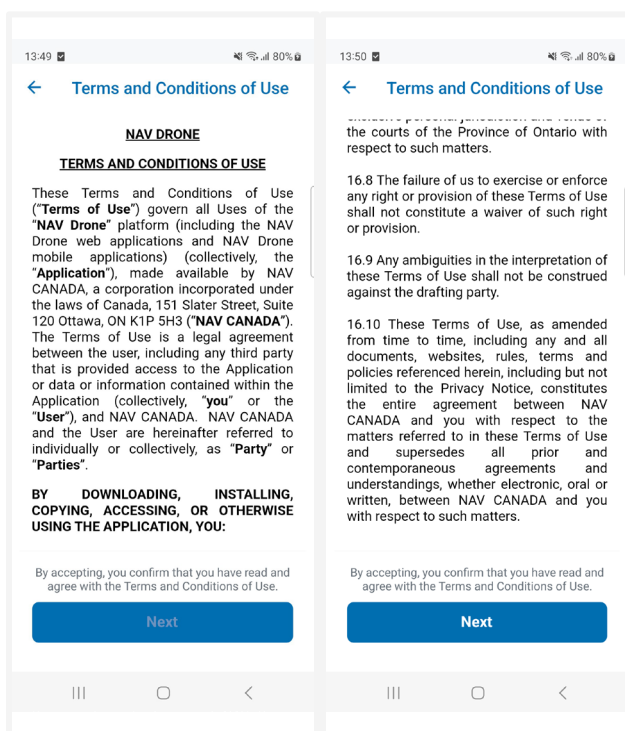 13:49
80%
Terms and Conditions of Use
NAV DRONE
TERMS AND CONDITIONS OF USE
These Terms and Conditions of Use
(“Terms of Use”) govern all Uses of the
“NAV Drone” platform (including the NAV
Drone web applications and NAV Drone
mobile applications) (collectively, the
“Application”), made available by NAV
CANADA, a corporation incorporated under
the laws of Canada, 151 Slater Street, Suite
120 Ottawa, ON K1P 5H3 (“NAV CANADA”).
The Terms of Use is a legal agreement
between the user, including any third party
that is provided access to the Application
or data or information contained within the
Application (collectively, “you” or the
“User”), and NAV CANADA. NAV CANADA
and the User are hereinafter referred to
individually or collectively, as “Party” or
“Parties”.
BY DOWNLOADING, INSTALLING,
COPYING, ACCESSING, OR OTHERWISE
USING THE APPLICATION, YOU:
By accepting, you confirm that you have read and
agree with the Terms and Conditions of Use.
Next
13:50
80%
Terms and Conditions of Use
the courts of the Province of Ontario with
respect to such matters.
16.8 The failure of us to exercise or enforce
any right or provision of these Terms of Use
shall not constitute a waiver of such right
or provision.
16.9 Any ambiguities in the interpretation of
these Terms of Use shall not be construed
against the drafting party.
16.10 These Terms of Use, as amended
from time to time, including any and all
documents, websites, rules, terms and
policies referenced herein, including but not
limited to the Privacy Notice, constitutes
the entire agreement between NAV
CANADA and you with respect to the
matters referred to in these Terms of Use
and supersedes all prior and
contemporaneous agreements and
understandings, whether electronic, oral or
written, between NAV CANADA and you
with respect to such matters.
By accepting, you confirm that you have read and
agree with the Terms and Conditions of Use.
Next